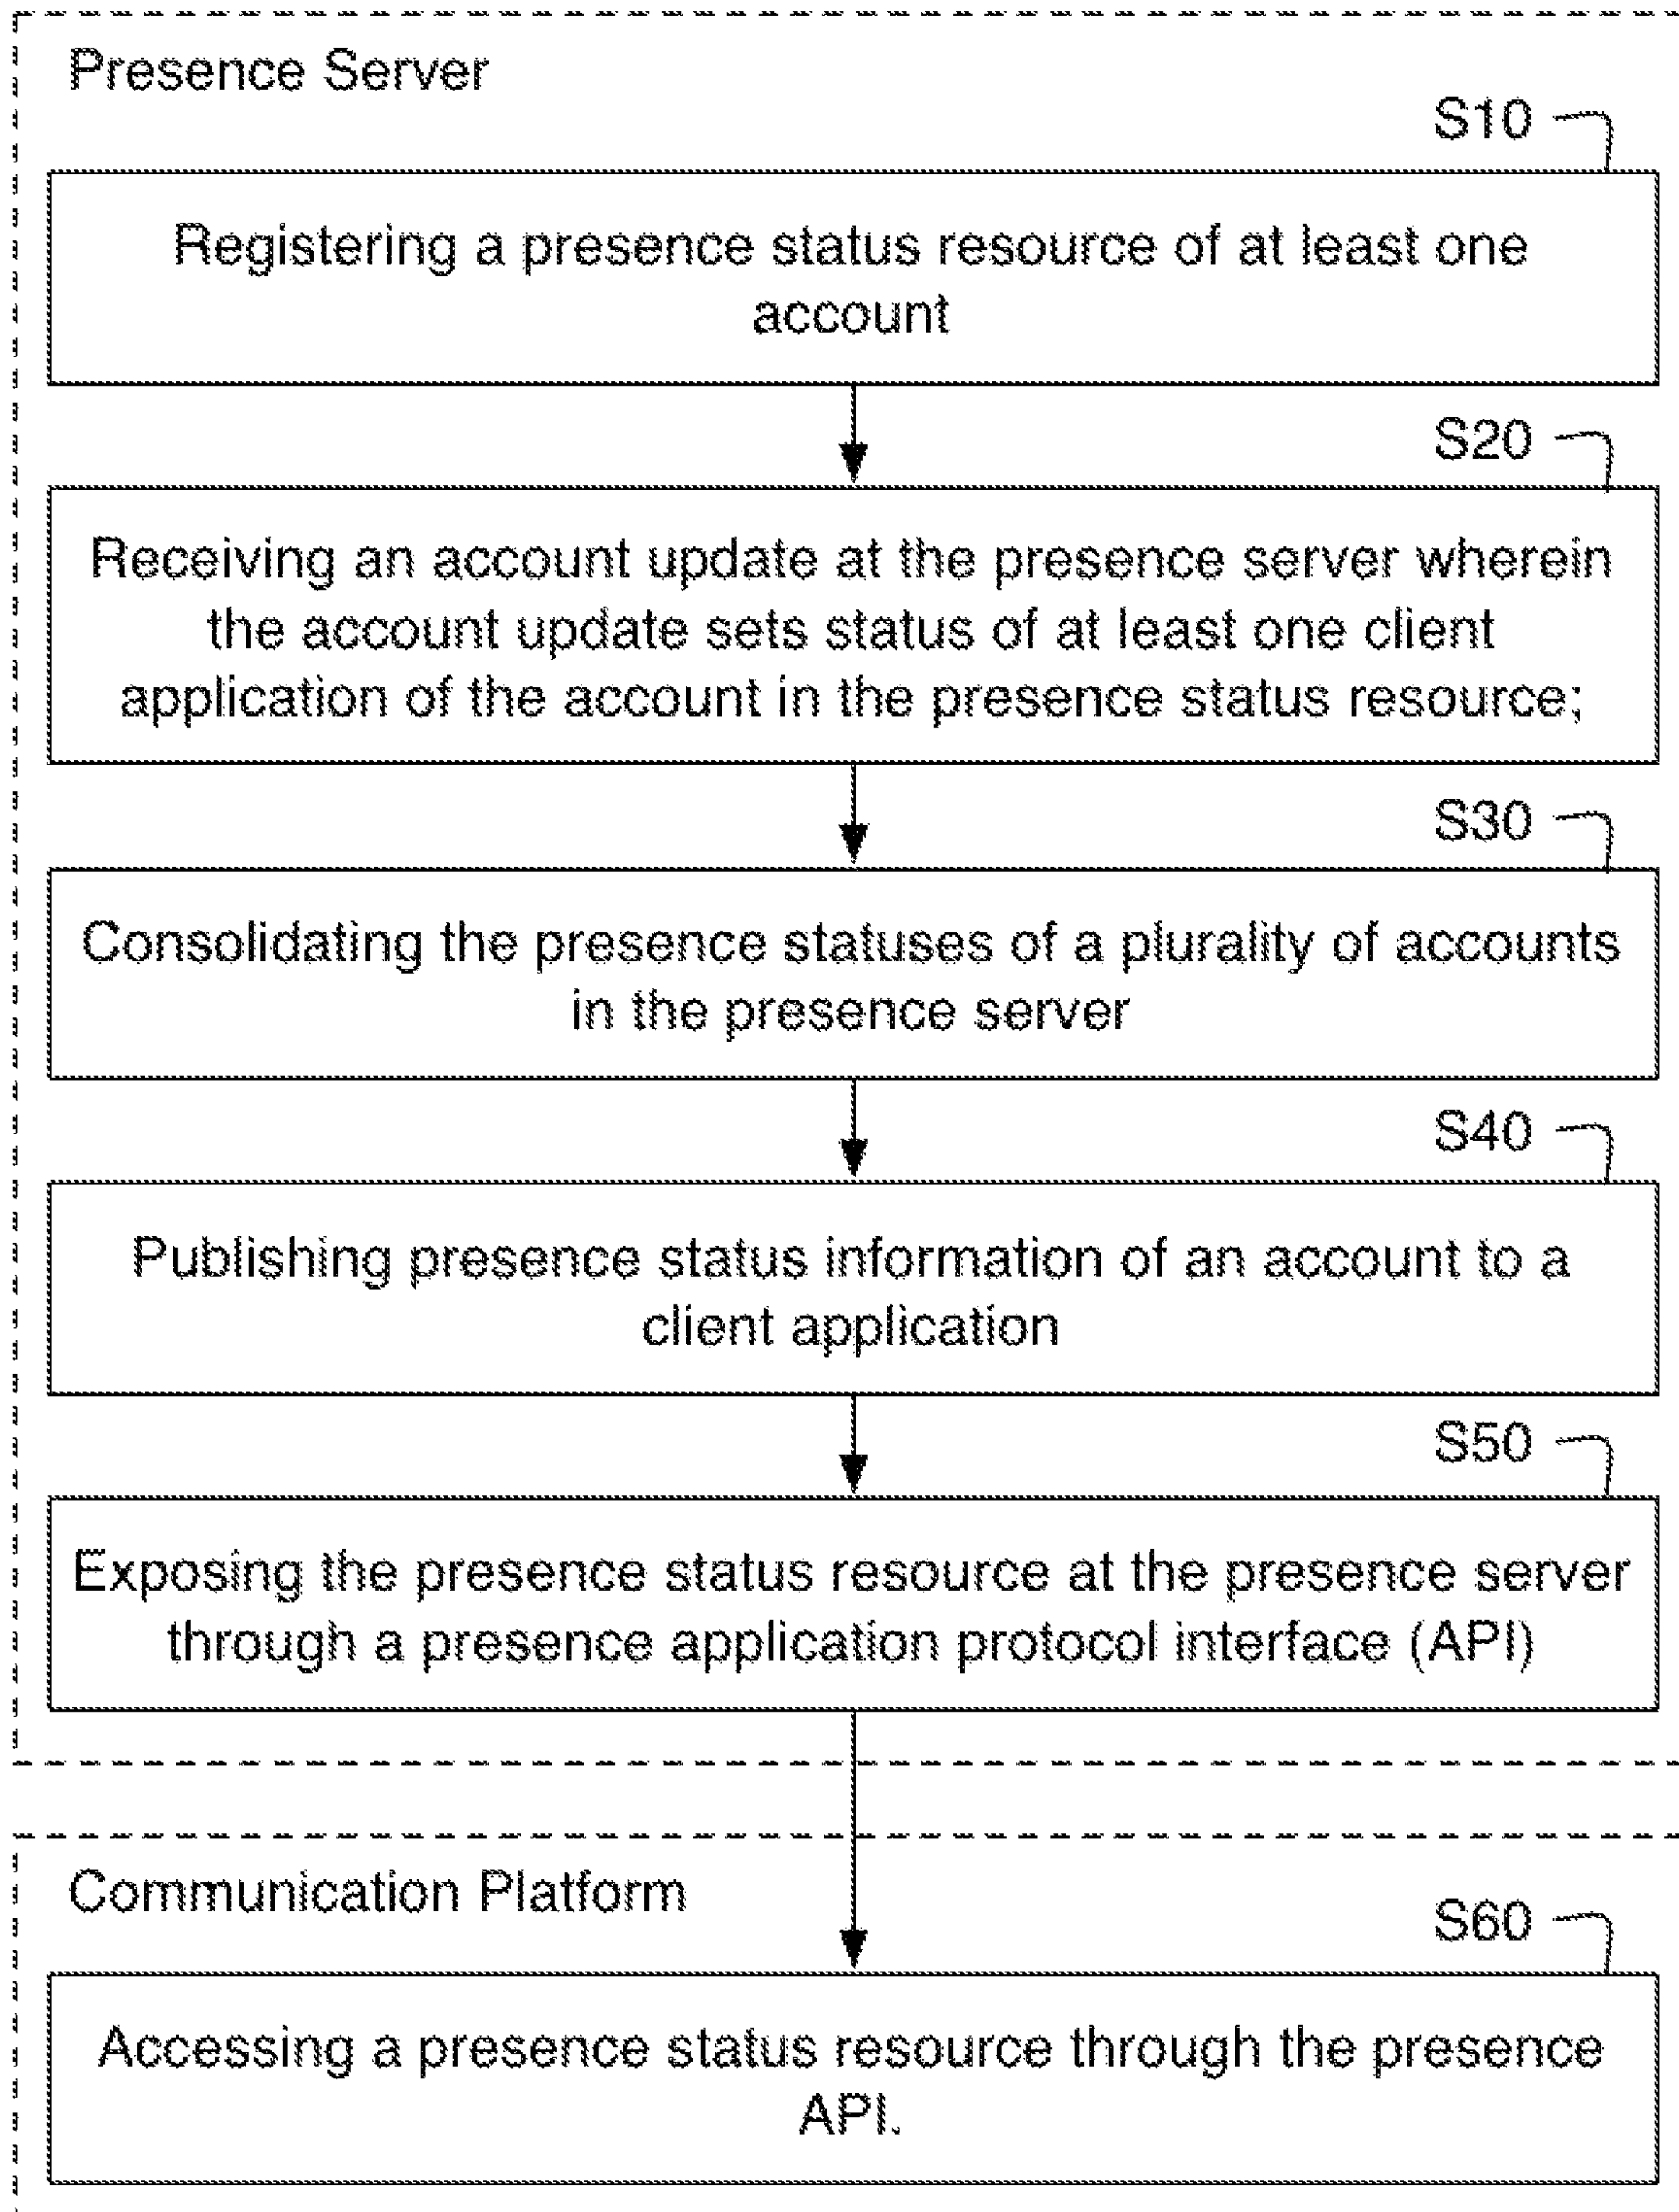 Presence Server
S10
Registering a presence status resource of at least one
account
S20
Receiving an account update at the presence server wherein
the account update sets status of at least one client
application of the account in the presence status resource;
S30
Consolidating the presence statuses of a plurality of accounts
in the presence server
S40
Publishing presence status information of an account to a
client application
S50
Exposing the presence status resource at the presence server
through a presence application protocol interface (API)
Communication Platform
S60
Accessing a presence status resource through the presence
API.